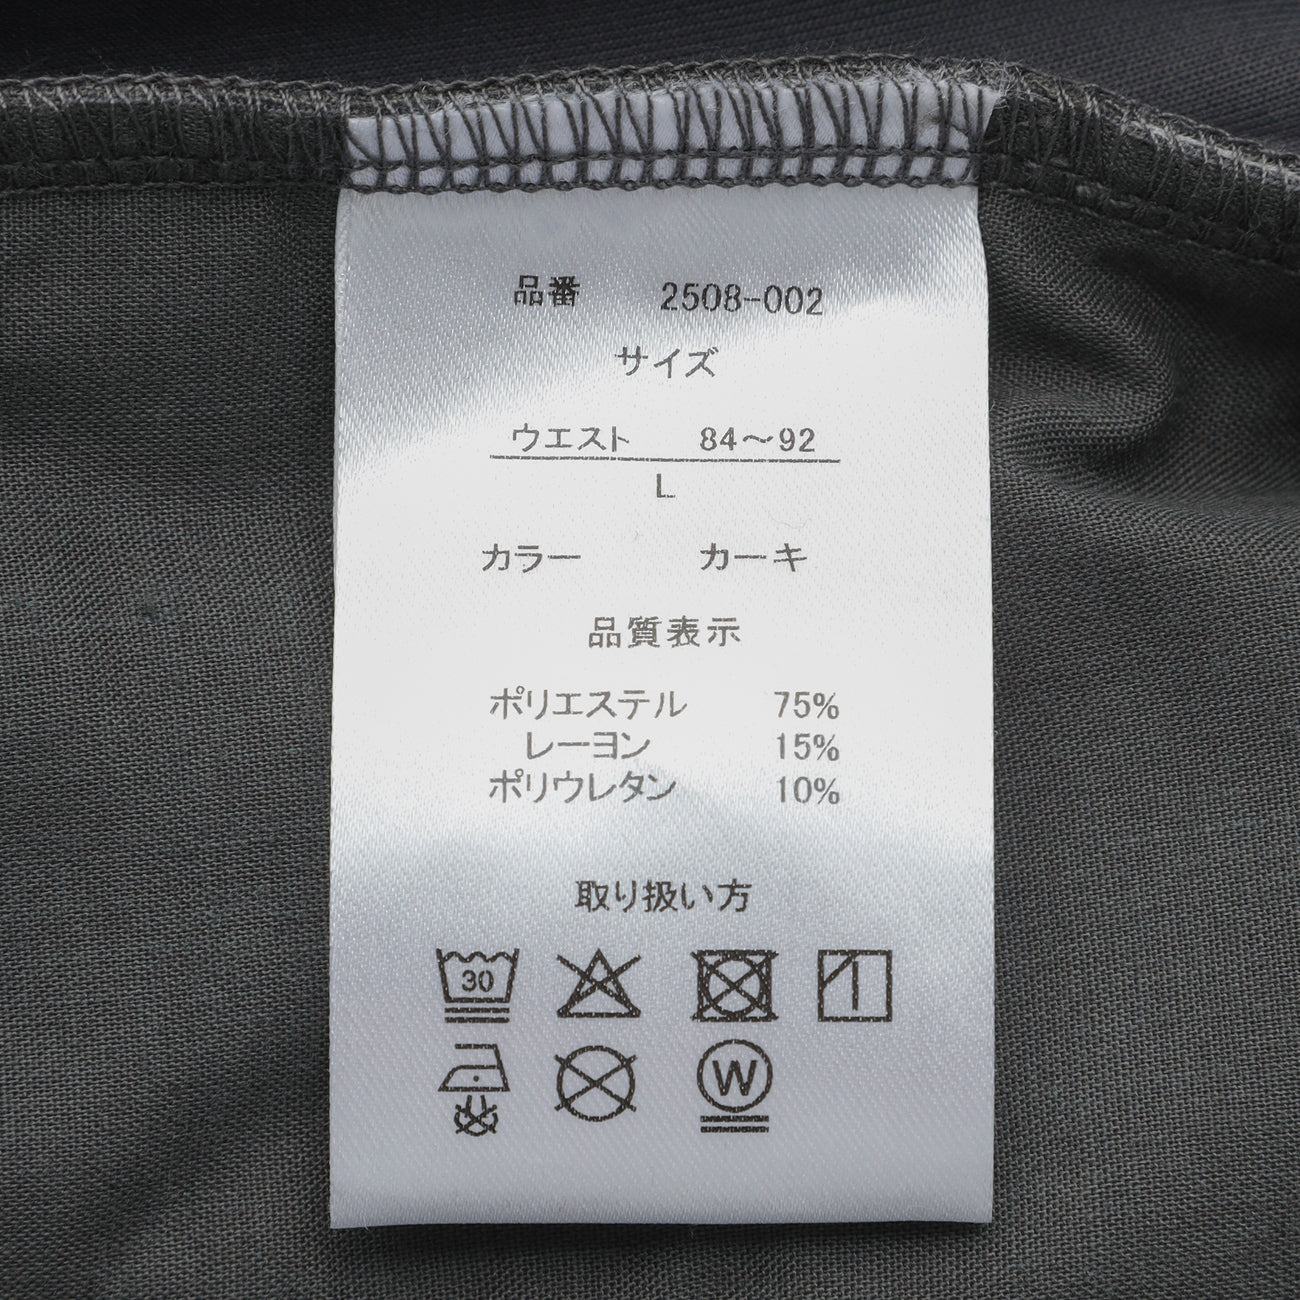 品番 2508-002
サイズ
ウエスト 84～92
L
カラー カーキ
品質表示
ポリエステル 75%
レーヨン 15%
ポリウレタン 10%
取り扱い方
30
W